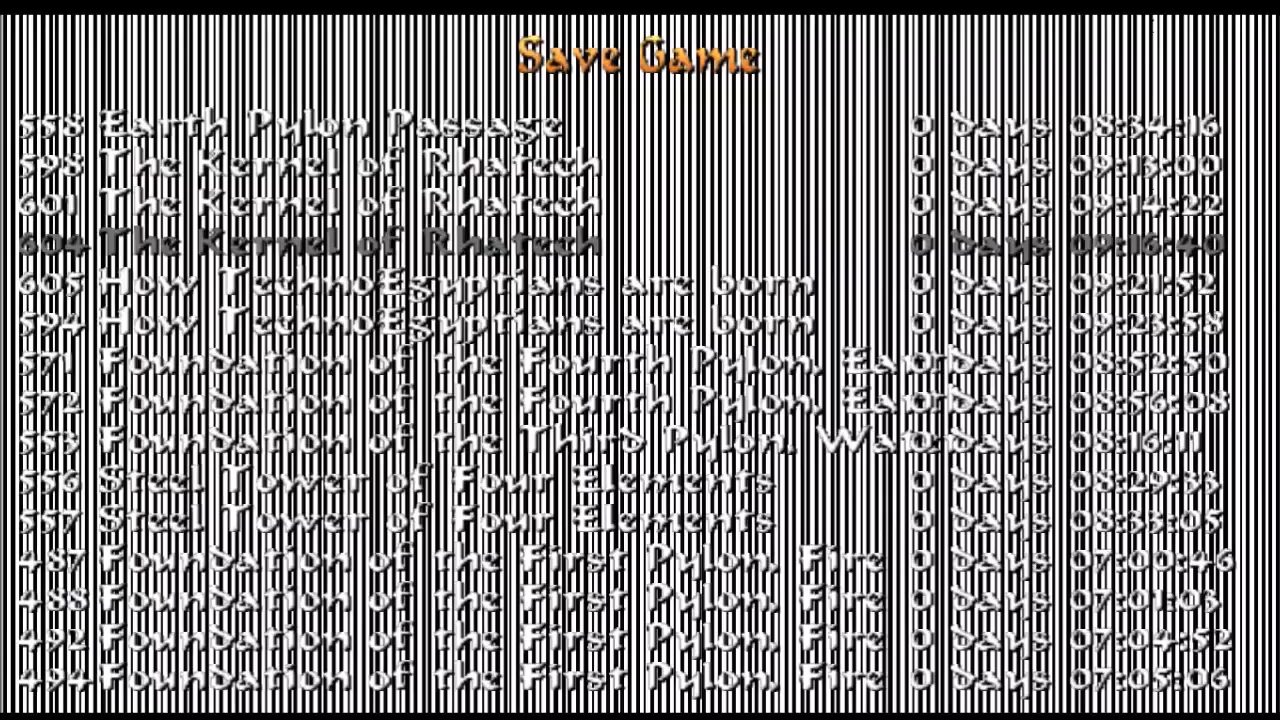 Save Game
558 Earth Pylon Passage 0 days 08:34:16
598 The Kernel of Rhatech 0 days 09:13:00
601 The Kernel of Rhatech 0 days 09:14:22
604 The Kernel of Rhatech 0 days 09:16:40
605 How TechnoEgyptians are born 0 days 09:21:52
594 How TechnoEgyptians are born 0 days 09:23:58
571 Foundation of the Fourth Pylon, days 08:52:50
572 Foundation of the Fourth Pylon, days 08:56:08
553 Foundation of the Third Pylon, days 08:16:11
556 Steel Tower of Four Elements 0 days 08:29:33
557 Steel Tower of Four Elements 0 days 08:33:05
487 Foundation of the First Pylon, Fire 0 days 07:00:46
488 Foundation of the First Pylon, Fire 0 days 07:01:03
492 Foundation of the First Pylon, Fire 0 days 07:04:52
494 Foundation of the First Pylon, Fire 0 days 07:05:06